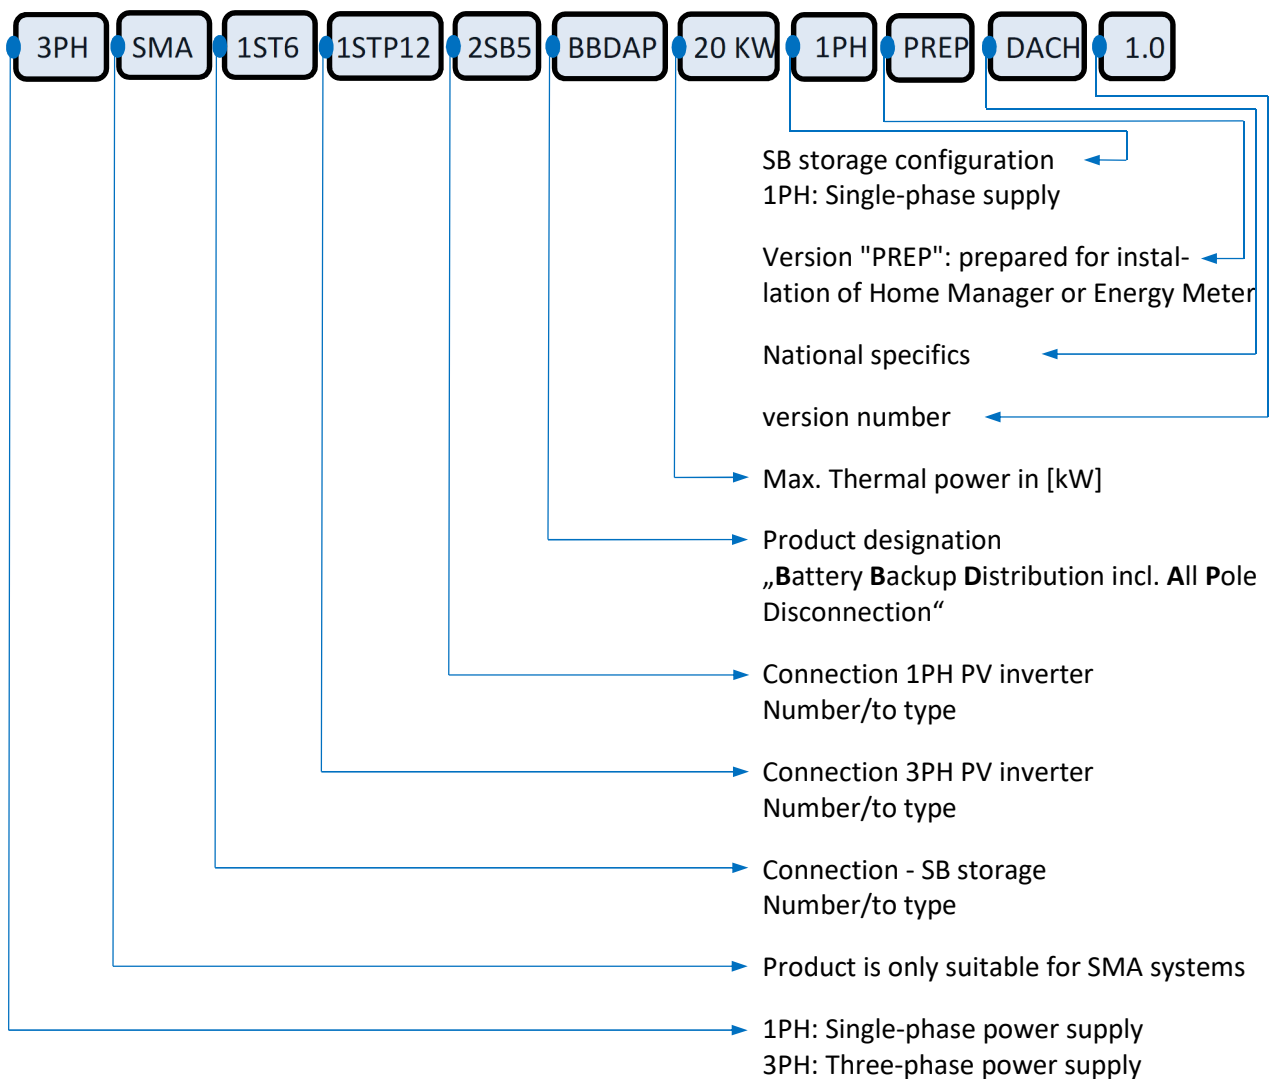 3PH SMA 1ST6 1STP12 2SB5 BBDAP 20 KW 1PH PREP DACH 1.0
SB storage configuration
1PH: Single-phase supply
Version "PREP": prepared for instal-
lation of Home Manager or Energy Meter
National specifics
version number
Max. Thermal power in [kW]
Product designation
„Battery Backup Distribution incl. All Pole
Disconnection“
Connection 1PH PV inverter
Number/to type
Connection 3PH PV inverter
Number/to type
Connection - SB storage
Number/to type
Product is only suitable for SMA systems
1PH: Single-phase power supply
3PH: Three-phase power supply